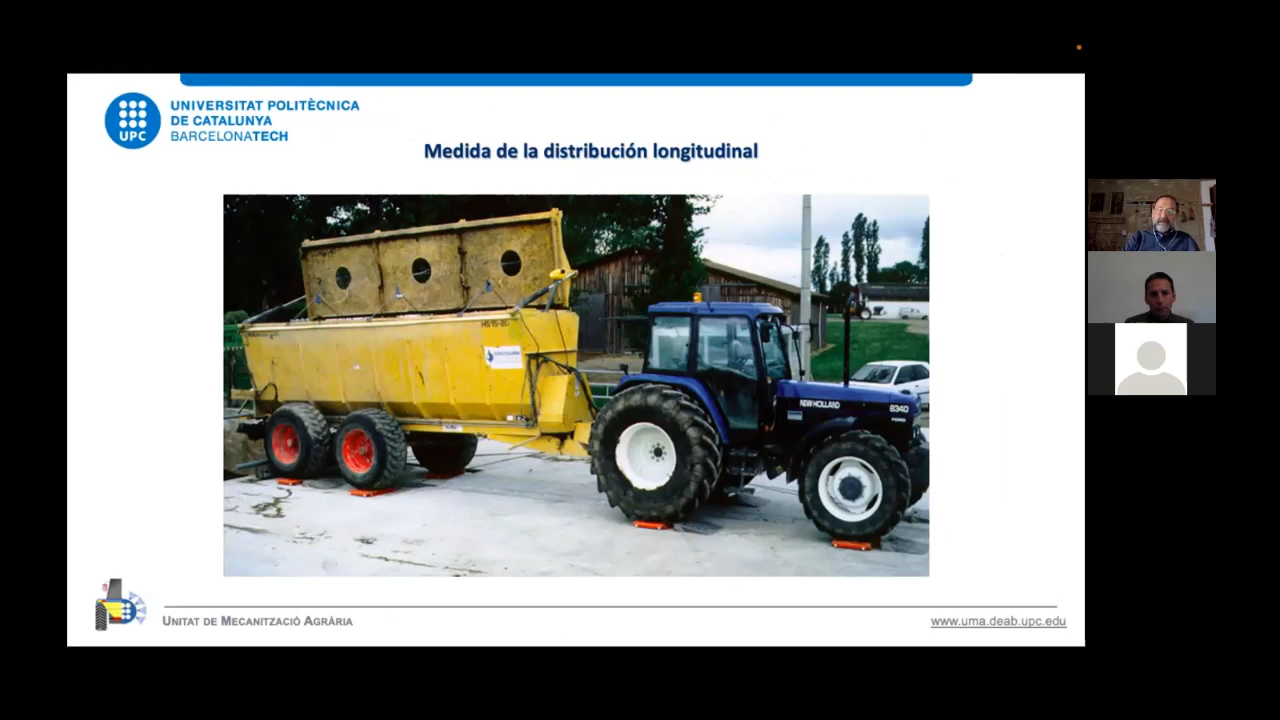 UNIVERSITAT POLITÈCNICA
DE CATALUNYA
BARCELONATECH
UPC
Medida de la distribución longitudinal
NEW HOLLAND
8340
UNITAT DE MECANITZACIÓ AGRÀRIA
www.uma.deab.upc.edu